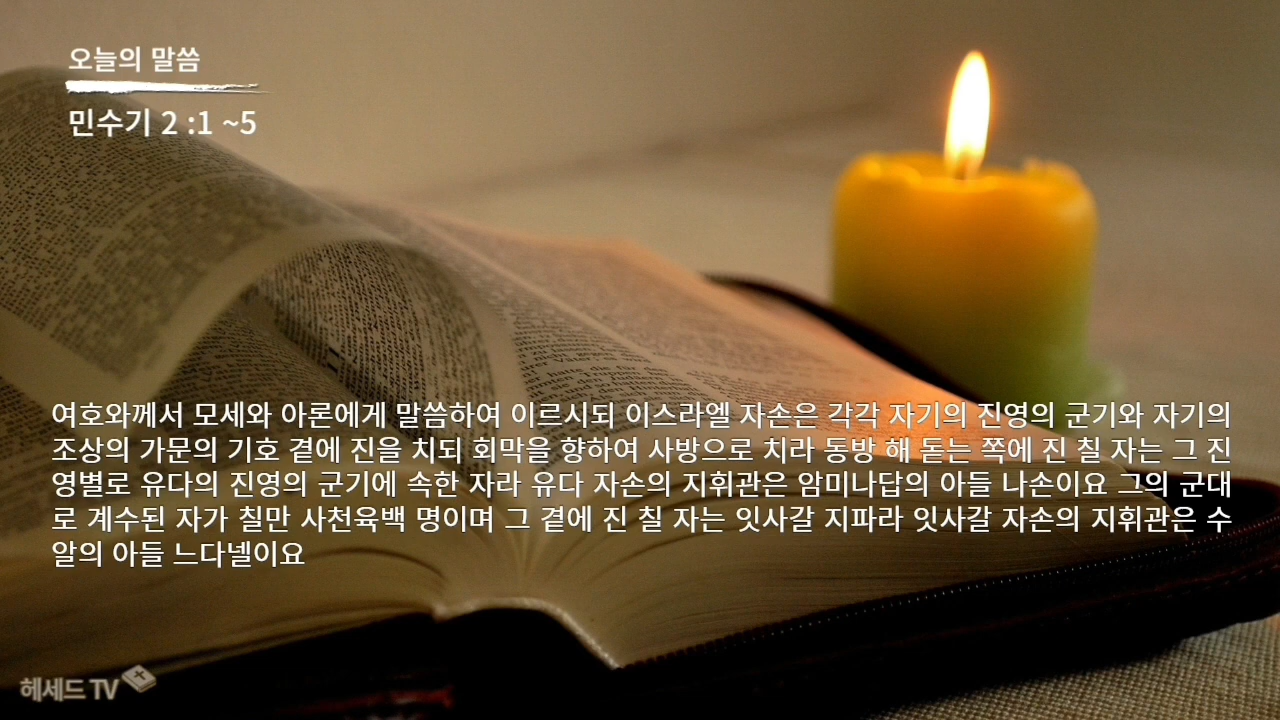 오늘의 말씀
민수기 2 :1 ~5
여호와께서 모세와 아론에게 말씀하여 이르시되 이스라엘 자손은 각각 자기의 진영의 군기와 자기의
조상의 가문의 기호 곁에 진을 치되 회막을 향하여 사방으로 치라 동방 해 돋는 쪽에 진 칠 자는 그 진
영별로 유다의 진영의 군기에 속한 자라 유다 자손의 지휘관은 암미나답의 아들 나손이요 그의 군대
로 계수된 자가 칠만 사천육백 명이며 그 곁에 진 칠 자는 잇사갈 지파라 잇사갈 자손의 지휘관은 수
알의 아들 느다넬이요
헤세드 TV